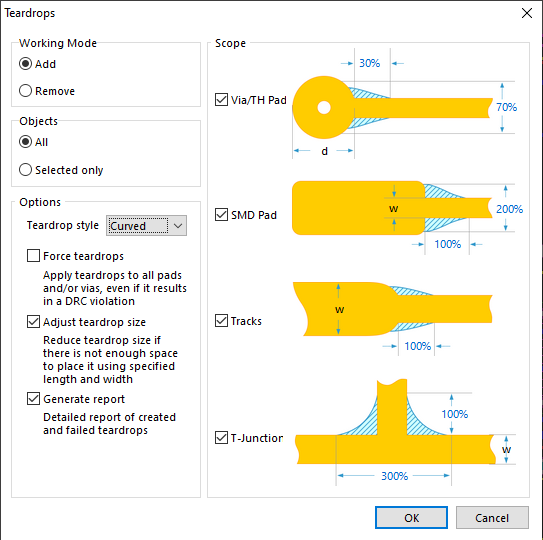 Teardrops
Working Mode
Add
Remove
Objects
All
Selected only
Options
Teardrop style
Curved
Force teardrops
Apply teardrops to all pads
and/or vias, even if it results
in a DRC violation
Adjust teardrop size
Reduce teardrop size if
there is not enough space
to place it using specified
length and width
Generate report
Detailed report of created
and failed teardrops
Scope
30%
Via/TH Pad
70%
d
SMD Pad
w
200%
100%
Tracks
w
100%
100%
T-Junction
w
300%
OK
Cancel